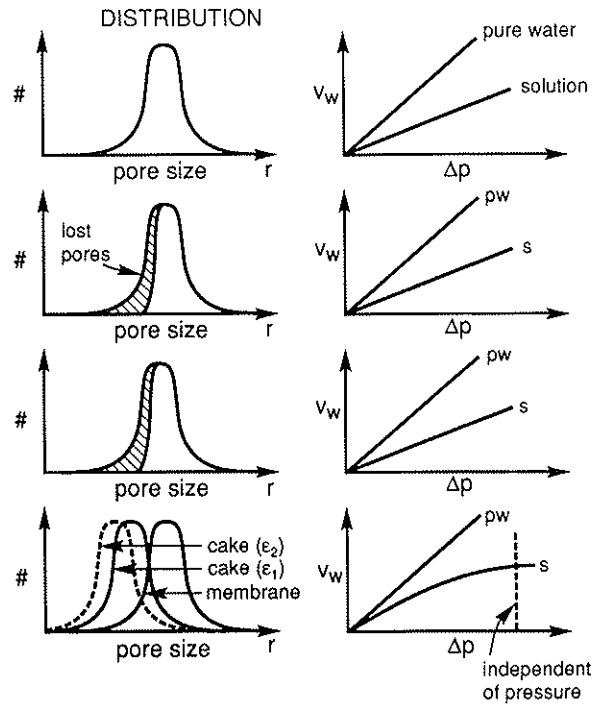 DISTRIBUTION
#
pore size
r
pure water
solution
Vw
Δp
lost
pores
#
pore size
r
pw
s
Vw
Δp
#
pore size
r
pw
s
Vw
Δp
cake (ε₂)
cake (ε₁)
membrane
#
pore size
r
pw
s
Vw
Δp
independent
of pressure